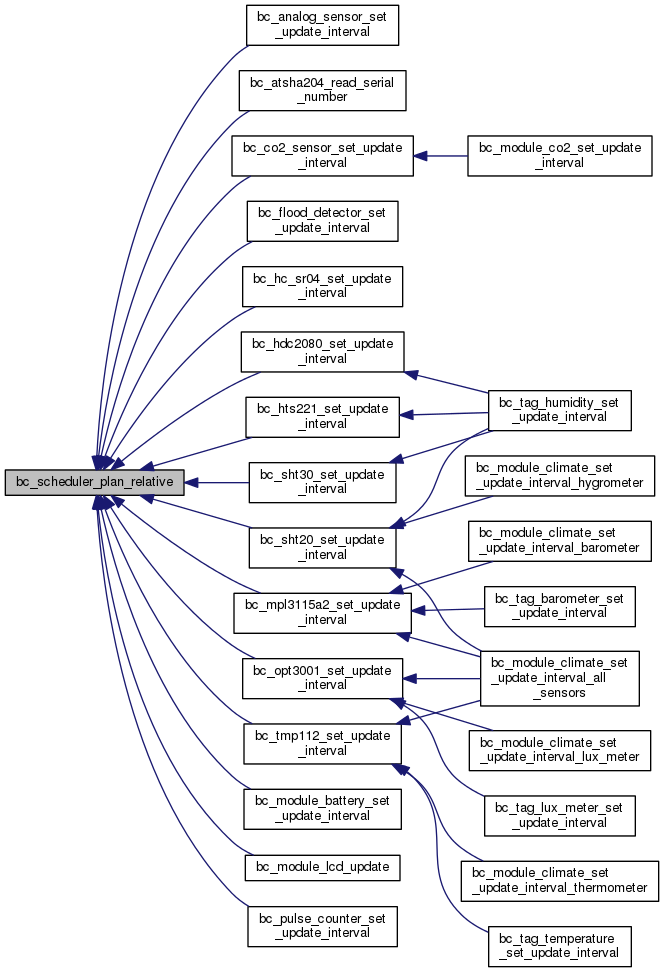 bc_analog_sensor_set
_update_interval
bc_atsha204_read_serial
_number
bc_co2_sensor_set_update
_interval
bc_module_co2_set_update
_interval
bc_flood_detector_set
_update_interval
bc_hc_sr04_set_update
_interval
bc_hdc2080_set_update
_interval
bc_hts221_set_update
_interval
bc_tag_humidity_set
_update_interval
bc_scheduler_plan_relative
bc_sht30_set_update
_interval
bc_module_climate_set
_update_interval_hygrometer
bc_sht20_set_update
_interval
bc_module_climate_set
_update_interval_barometer
bc_mpl3115a2_set_update
_interval
bc_tag_barometer_set
_update_interval
bc_opt3001_set_update
_interval
bc_module_climate_set
_update_interval_all
_sensors
bc_tmp112_set_update
_interval
bc_module_climate_set
_update_interval_lux_meter
bc_module_battery_set
_update_interval
bc_tag_lux_meter_set
_update_interval
bc_module_lcd_update
bc_module_climate_set
_update_interval_thermometer
bc_pulse_counter_set
_update_interval
bc_tag_temperature
_set_update_interval